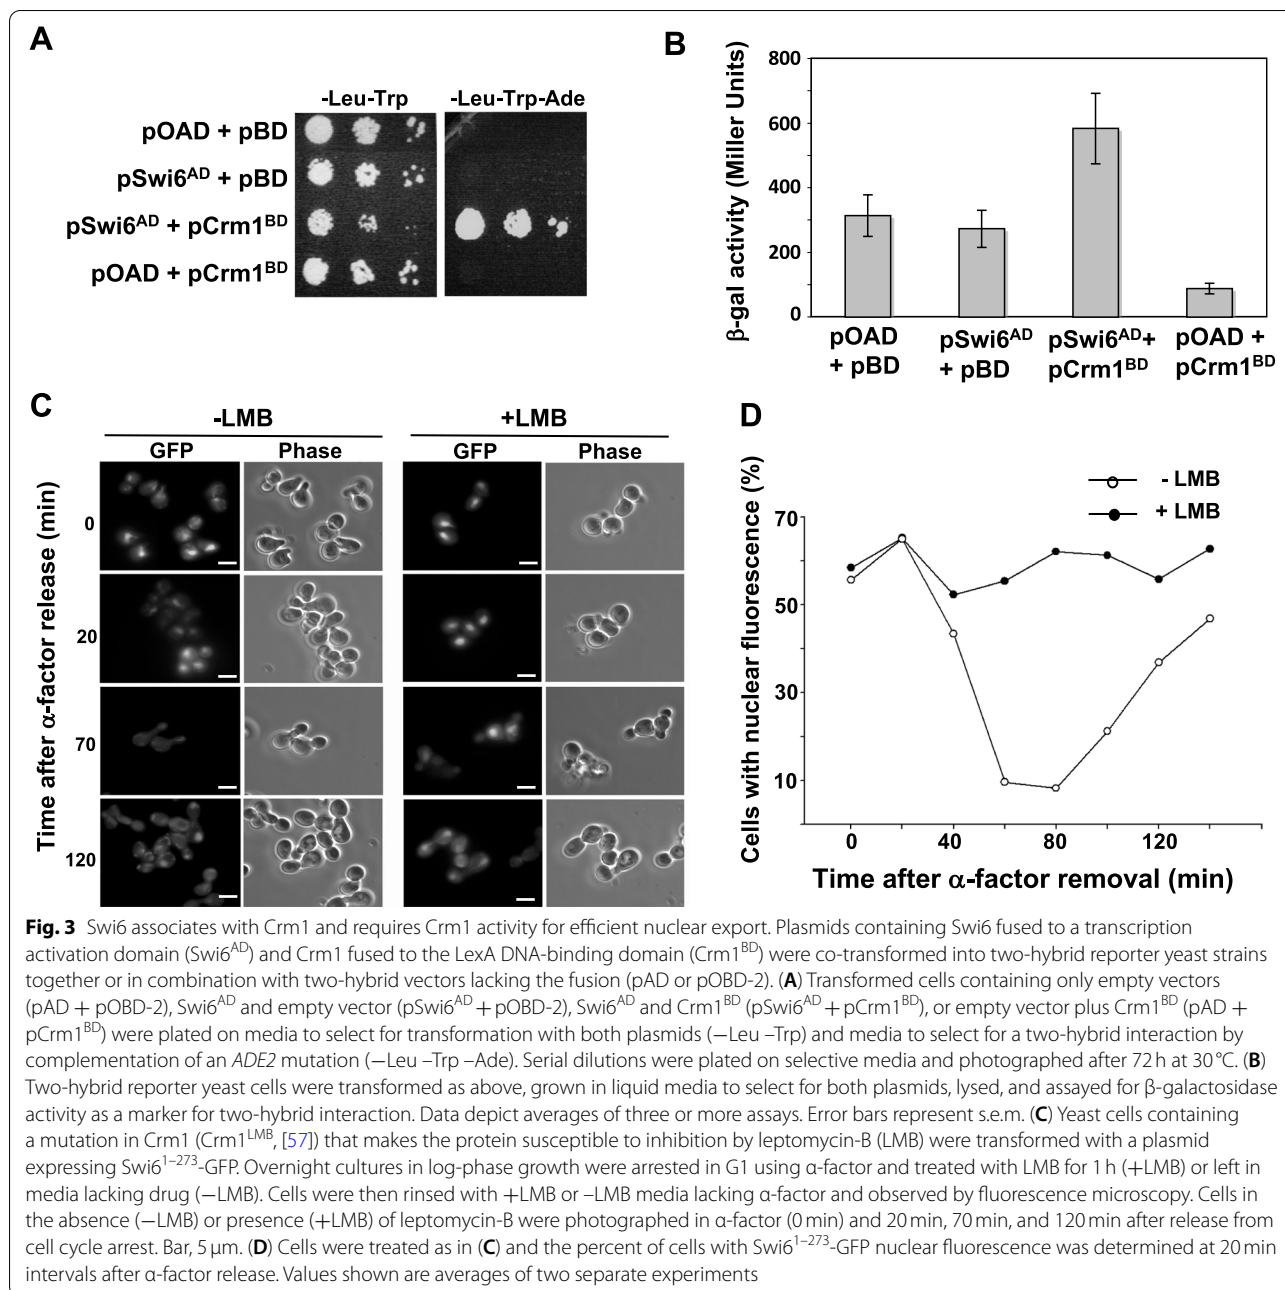 A
-Leu-Trp
-Leu-Trp-Ade
pOAD + pBD
pSwi6ᴬᴰ + pBD
pSwi6ᴬᴰ + pCrm1ᴮᴰ
pOAD + pCrm1ᴮᴰ
B
β-gal activity (Miller Units)
800
600
400
200
0
pOAD
+ pBD
pSwi6ᴬᴰ
+ pBD
pSwi6ᴬᴰ+
pCrm1ᴮᴰ
pOAD +
pCrm1ᴮᴰ
C
-LMB
+LMB
GFP
Phase
GFP
Phase
Time after α-factor release (min)
0
20
70
120
D
Cells with nuclear fluorescence (%)
- LMB
+ LMB
70
50
30
10
0
40
80
120
Time after α-factor removal (min)
Fig. 3 Swi6 associates with Crm1 and requires Crm1 activity for efficient nuclear export. Plasmids containing Swi6 fused to a transcription
activation domain (Swi6ᴬᴰ) and Crm1 fused to the LexA DNA-binding domain (Crm1ᴮᴰ) were co-transformed into two-hybrid reporter yeast strains
together or in combination with two-hybrid vectors lacking the fusion (pAD or pOBD-2). (A) Transformed cells containing only empty vectors
(pAD + pOBD-2), Swi6ᴬᴰ and empty vector (pSwi6ᴬᴰ + pOBD-2), Swi6ᴬᴰ and Crm1ᴮᴰ (pSwi6ᴬᴰ + pCrm1ᴮᴰ), or empty vector plus Crm1ᴮᴰ (pAD +
pCrm1ᴮᴰ) were plated on media to select for transformation with both plasmids (−Leu –Trp) and media to select for a two-hybrid interaction by
complementation of an ADE2 mutation (−Leu –Trp –Ade). Serial dilutions were plated on selective media and photographed after 72 h at 30 °C. (B)
Two-hybrid reporter yeast cells were transformed as above, grown in liquid media to select for both plasmids, lysed, and assayed for β-galactosidase
activity as a marker for two-hybrid interaction. Data depict averages of three or more assays. Error bars represent s.e.m. (C) Yeast cells containing
a mutation in Crm1 (Crm1ᴸᴹᴮ, [57]) that makes the protein susceptible to inhibition by leptomycin-B (LMB) were transformed with a plasmid
expressing Swi6¹⁻²⁷³-GFP. Overnight cultures in log-phase growth were arrested in G1 using α-factor and treated with LMB for 1 h (+LMB) or left in
media lacking drug (−LMB). Cells were then rinsed with +LMB or –LMB media lacking α-factor and observed by fluorescence microscopy. Cells in
the absence (−LMB) or presence (+LMB) of leptomycin-B were photographed in α-factor (0 min) and 20 min, 70 min, and 120 min after release from
cell cycle arrest. Bar, 5 μm. (D) Cells were treated as in (C) and the percent of cells with Swi6¹⁻²⁷³-GFP nuclear fluorescence was determined at 20 min
intervals after α-factor release. Values shown are averages of two separate experiments